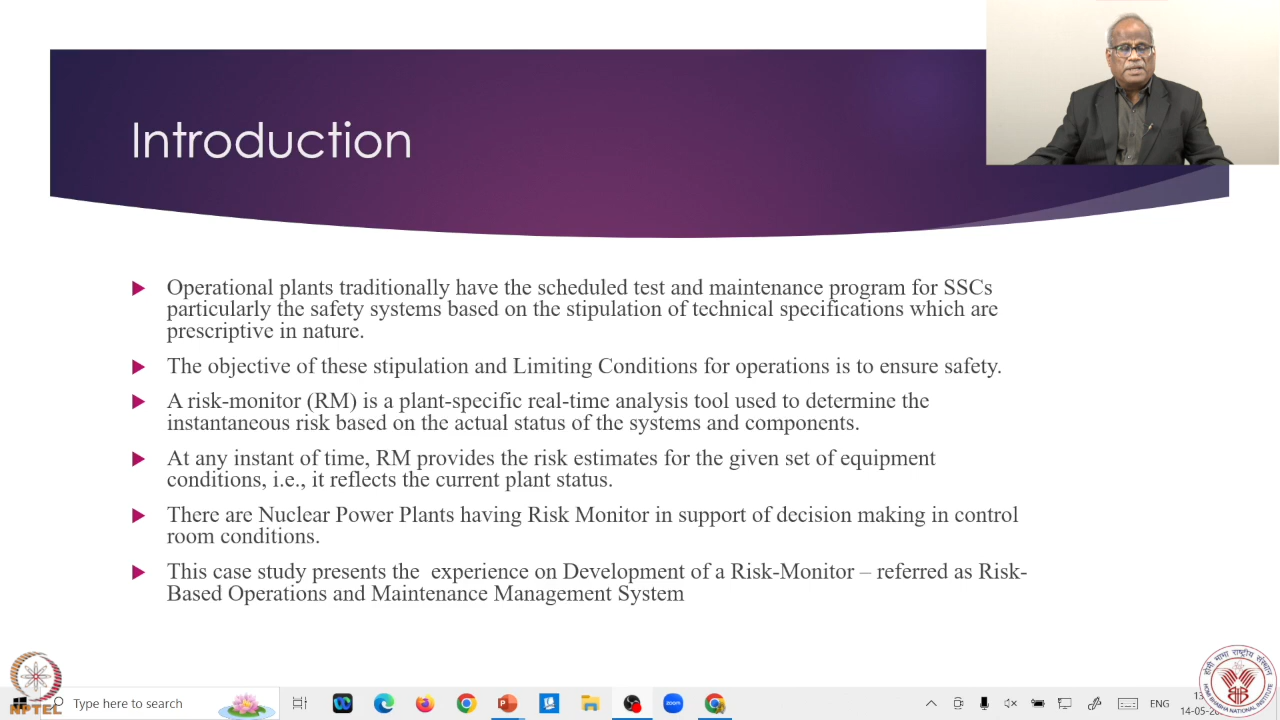 Introduction
Operational plants traditionally have the scheduled test and maintenance program for SSCs
particularly the safety systems based on the stipulation of technical specifications which are
prescriptive in nature.
The objective of these stipulation and Limiting Conditions for operations is to ensure safety.
A risk-monitor (RM) is a plant-specific real-time analysis tool used to determine the
instantaneous risk based on the actual status of the systems and components.
At any instant of time, RM provides the risk estimates for the given set of equipment
conditions, i.e., it reflects the current plant status.
There are Nuclear Power Plants having Risk Monitor in support of decision making in control
room conditions.
This case study presents the  experience on Development of a Risk-Monitor – referred as Risk-
Based Operations and Maintenance Management System
NPTEL
Type here to search
zoom
ENG
14-05-